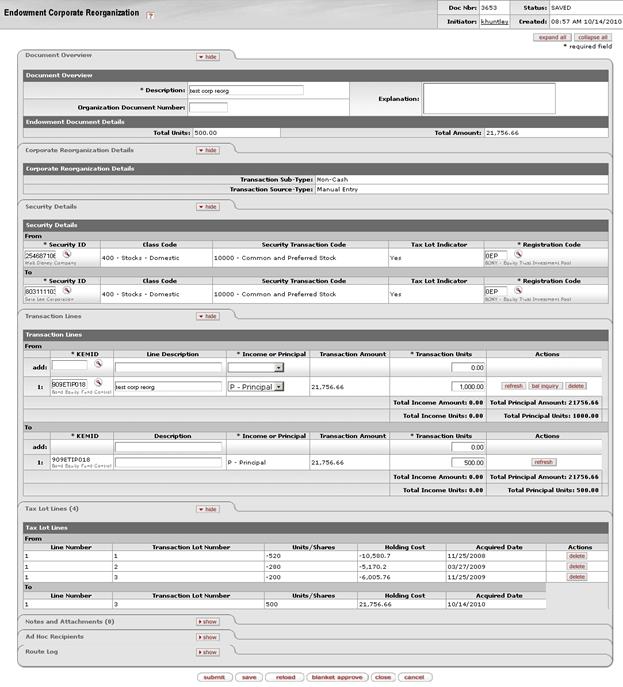 Endowment Corporate Reorganization ?
Doc Nbr: 3653 Status: SAVED
Initiator: khuntley Created: 08:57 AM 10/14/2010
expand all collapse all
* required field
Document Overview hide
Document Overview
* Description: test corp reorg Explanation:
Organization Document Number:
Endowment Document Details
Total Units: 500.00 Total Amount: 21,756.66
Corporate Reorganization Details hide
Corporate Reorganization Details
Transaction Sub-Type: Non-Cash
Transaction Source-Type: Manual Entry
Security Details hide
Security Details
From
* Security ID Class Code Security Transaction Code Tax Lot Indicator * Registration Code
254687106 400 - Stocks - Domestic 10000 - Common and Preferred Stock Yes 0EP
Walt Disney Company BONY - Equity Trust Investment Pool
To
* Security ID Class Code Security Transaction Code Tax Lot Indicator * Registration Code
803111103 400 - Stocks - Domestic 10000 - Common and Preferred Stock Yes 0EP
Sara Lee Corporation BONY - Equity Trust Investment Pool
Transaction Lines hide
Transaction Lines
From
* KEMID Line Description * Income or Principal Transaction Amount * Transaction Units Actions
add: 0.00
1: 909ETIP018 test corp reorg P - Principal 21,756.66 1,000.00 refresh bal inquiry delete
Bond Equity Fund Control
Total Income Amount: 0.00 Total Principal Amount: 21756.66
Total Income Units: 0.00 Total Principal Units: 1000.00
To
* KEMID Description * Income or Principal Transaction Amount * Transaction Units Actions
add: 0.00
1: 909ETIP018 P - Principal 21,756.66 500.00 refresh
Bond Equity Fund Control
Total Income Amount: 0.00 Total Principal Amount: 21756.66
Total Income Units: 0.00 Total Principal Units: 500.00
Tax Lot Lines (4) hide
Tax Lot Lines
From
Line Number Transaction Lot Number Units/Shares Holding Cost Acquired Date Actions
1 1 -520 -10,580.7 11/25/2008 delete
1 2 -280 -5,170.2 03/27/2009 delete
1 3 -200 -6,005.76 11/25/2009 delete
To
Line Number Transaction Lot Number Units/Shares Holding Cost Acquired Date
1 3 500 21,756.66 10/14/2010
Notes and Attachments (0) show
Ad Hoc Recipients show
Route Log show
submit save reload blanket approve close cancel